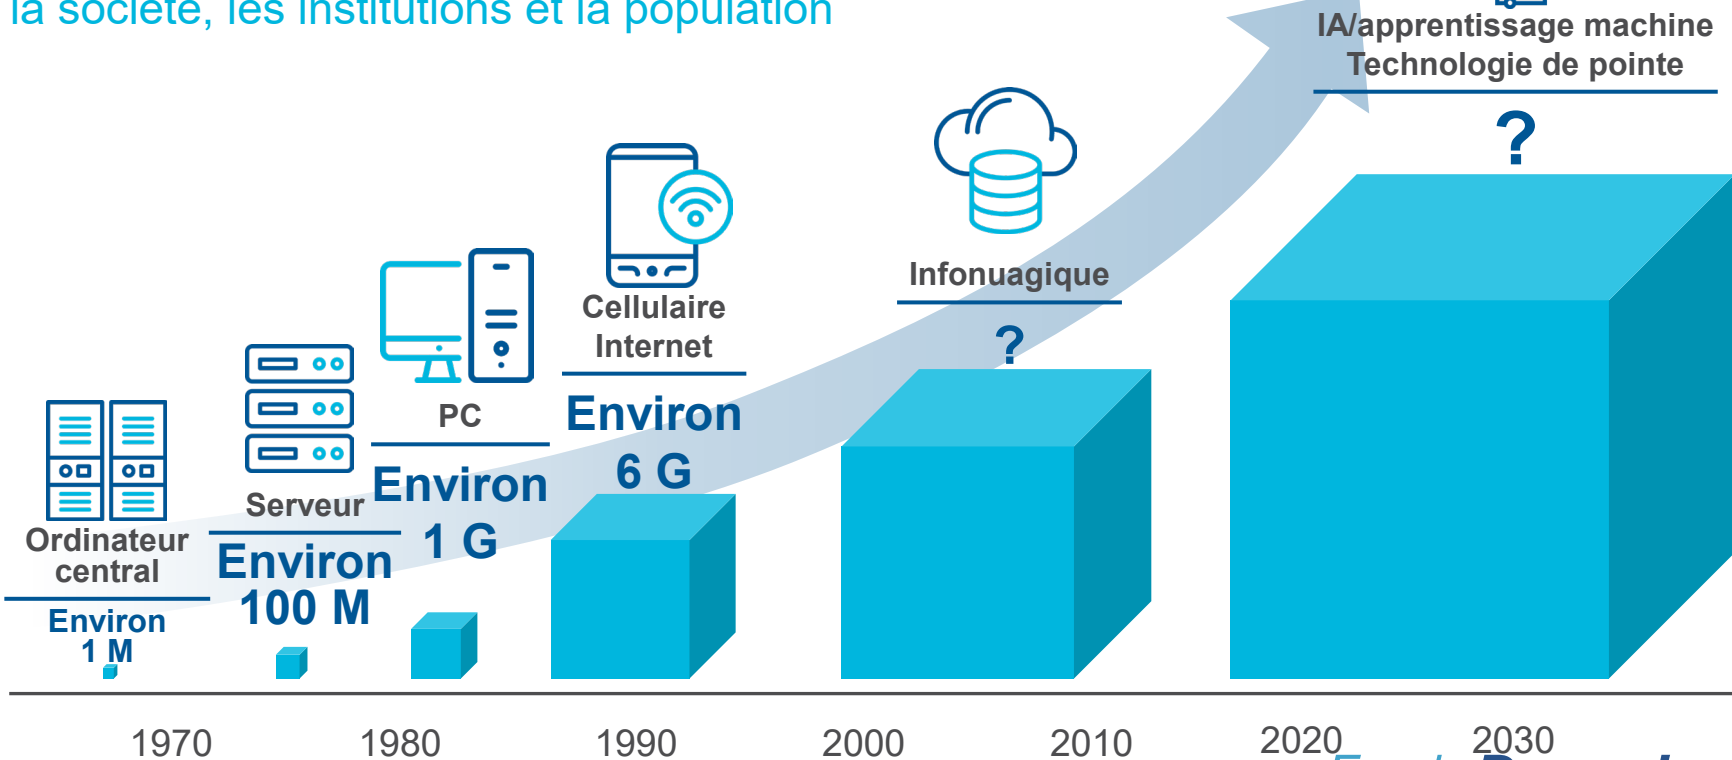 la société, les institutions et la population
IA/apprentissage machine
Technologie de pointe
?
Infonuagique
?
Cellulaire
Internet
Environ
6 G
PC
Environ
1 G
Serveur
Environ
100 M
Ordinateur
central
Environ
1 M
1970
1980
1990
2000
2010
2020
2030